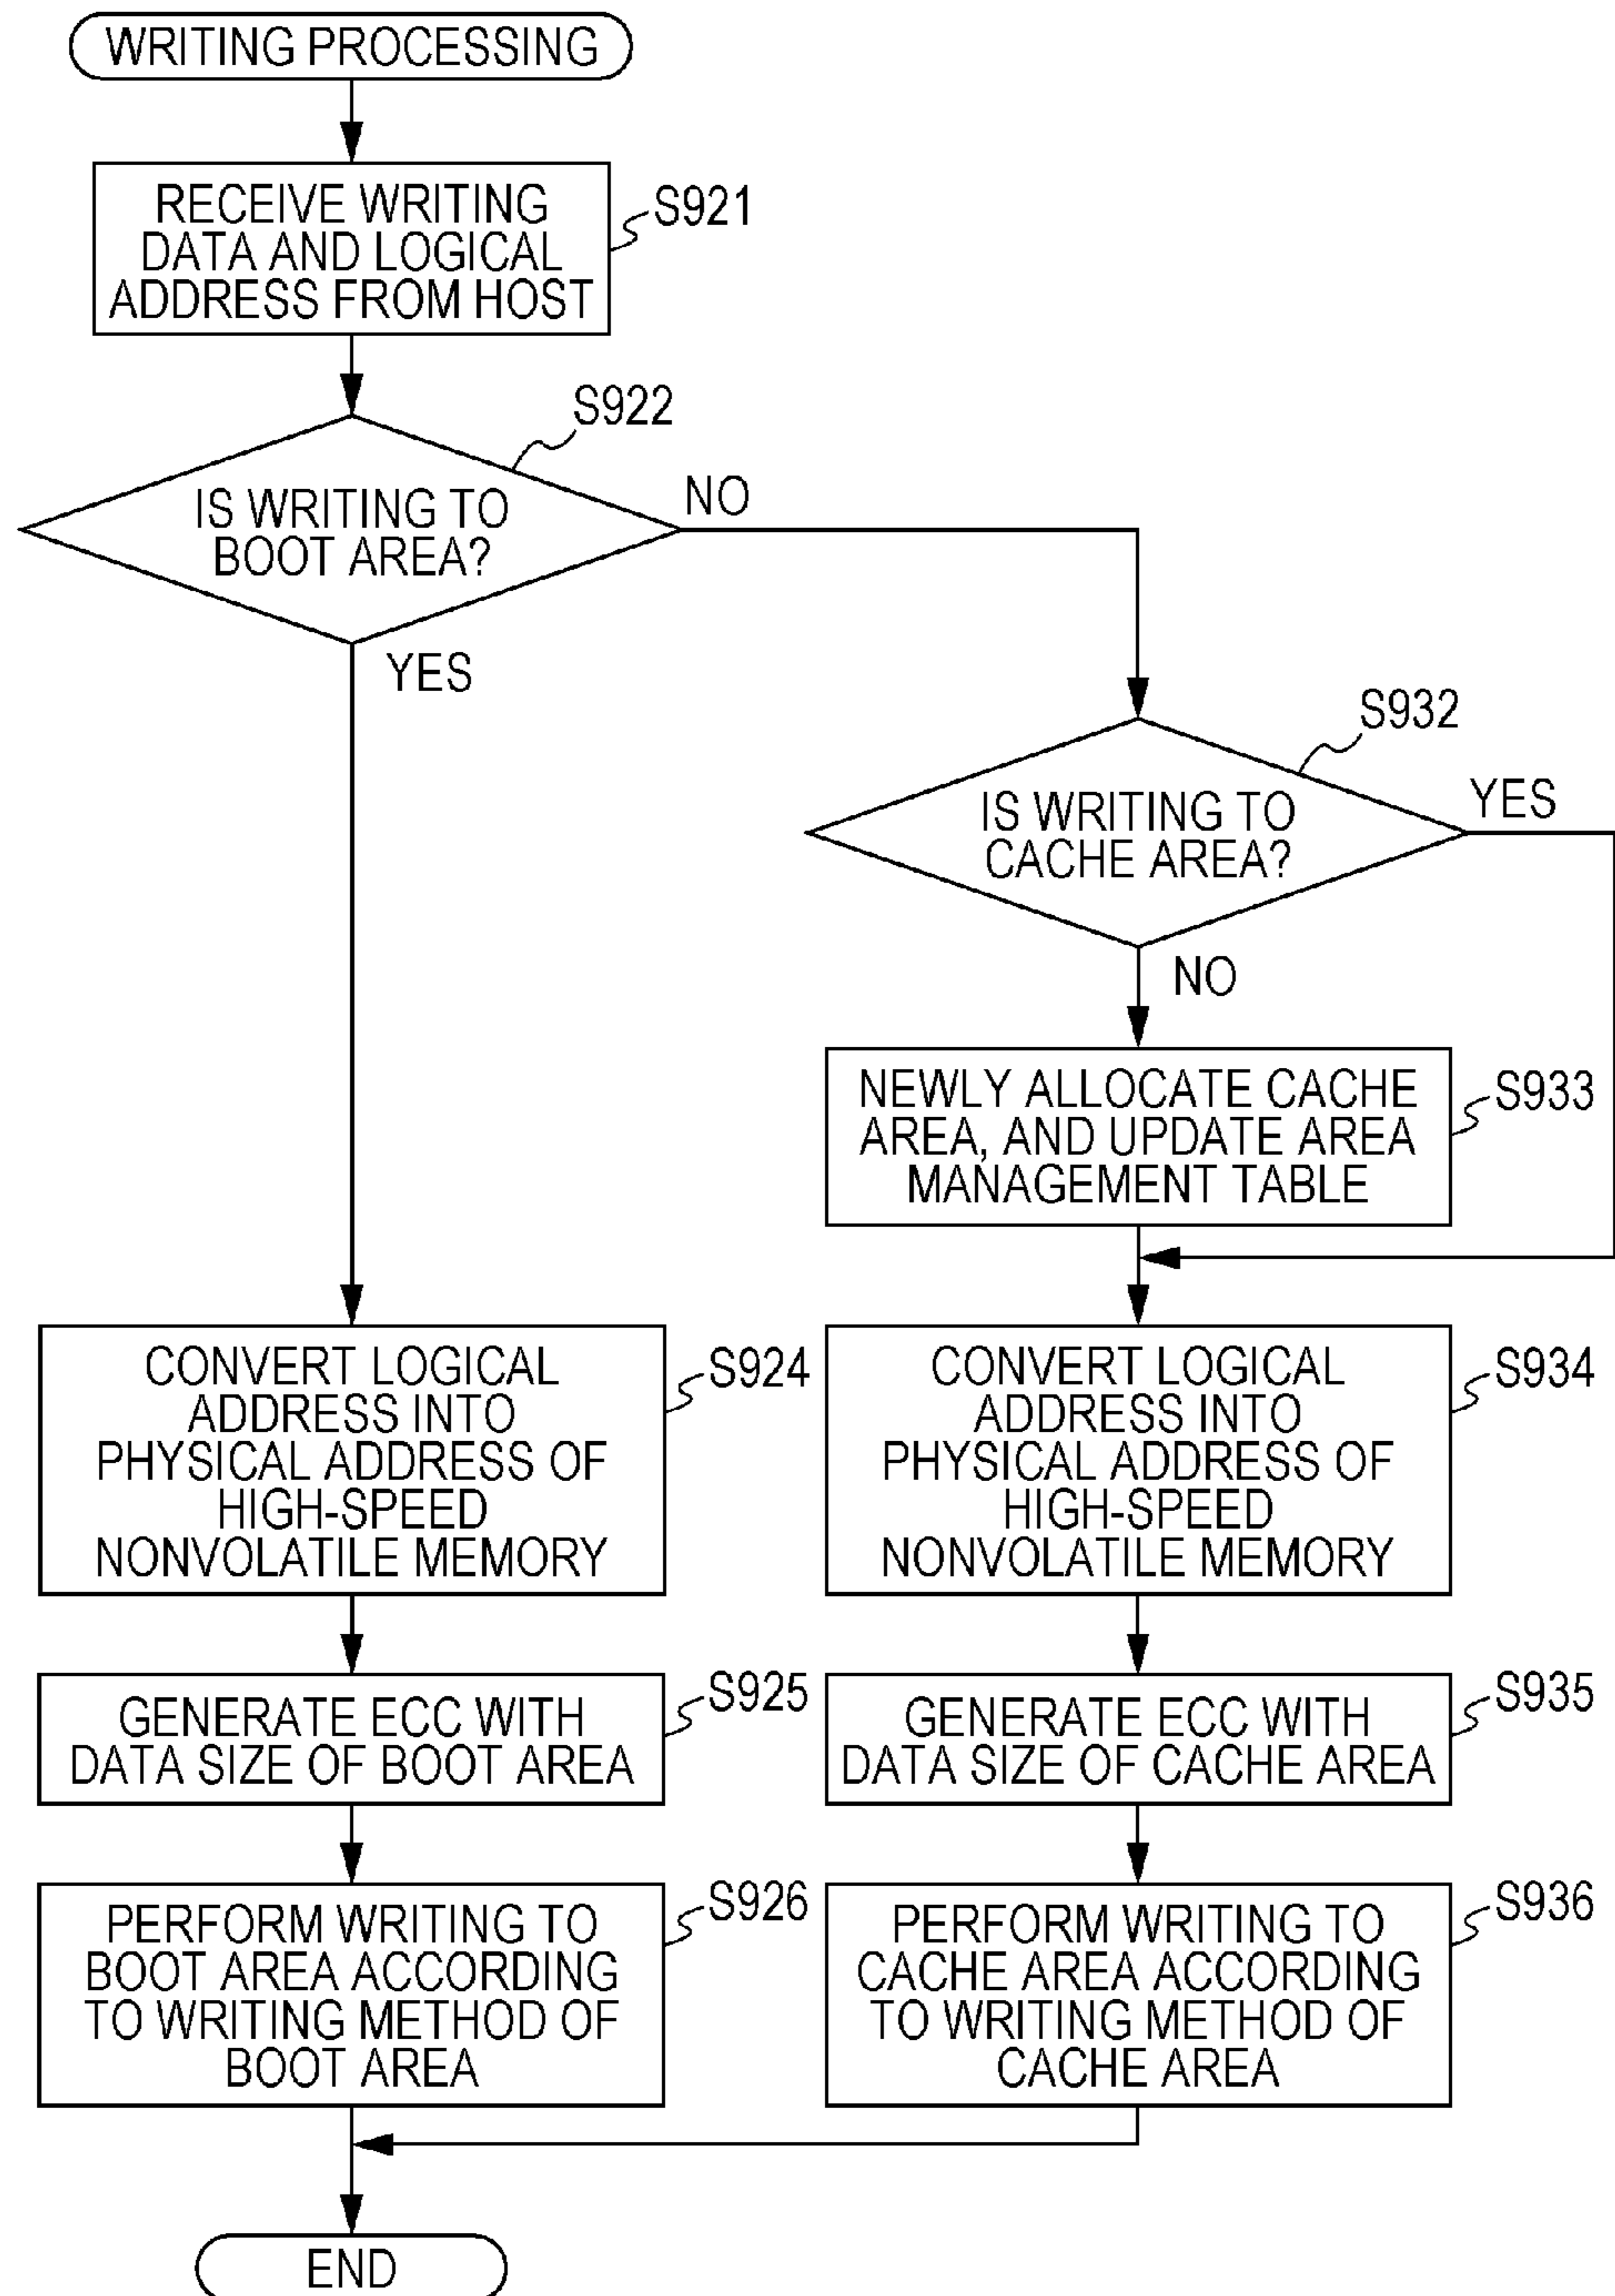 WRITING PROCESSING
RECEIVE WRITING
DATA AND LOGICAL
ADDRESS FROM HOST
S921
S922
IS WRITING TO
BOOT AREA?
NO
YES
S932
IS WRITING TO
CACHE AREA?
YES
NO
NEWLY ALLOCATE CACHE
AREA, AND UPDATE AREA
MANAGEMENT TABLE
S933
CONVERT LOGICAL
ADDRESS INTO
PHYSICAL ADDRESS OF
HIGH-SPEED
NONVOLATILE MEMORY
S924
CONVERT LOGICAL
ADDRESS INTO
PHYSICAL ADDRESS OF
HIGH-SPEED
NONVOLATILE MEMORY
S934
GENERATE ECC WITH
DATA SIZE OF BOOT AREA
S925
GENERATE ECC WITH
DATA SIZE OF CACHE AREA
S935
PERFORM WRITING TO
BOOT AREA ACCORDING
TO WRITING METHOD OF
BOOT AREA
S926
PERFORM WRITING TO
CACHE AREA ACCORDING
TO WRITING METHOD OF
CACHE AREA
S936
END